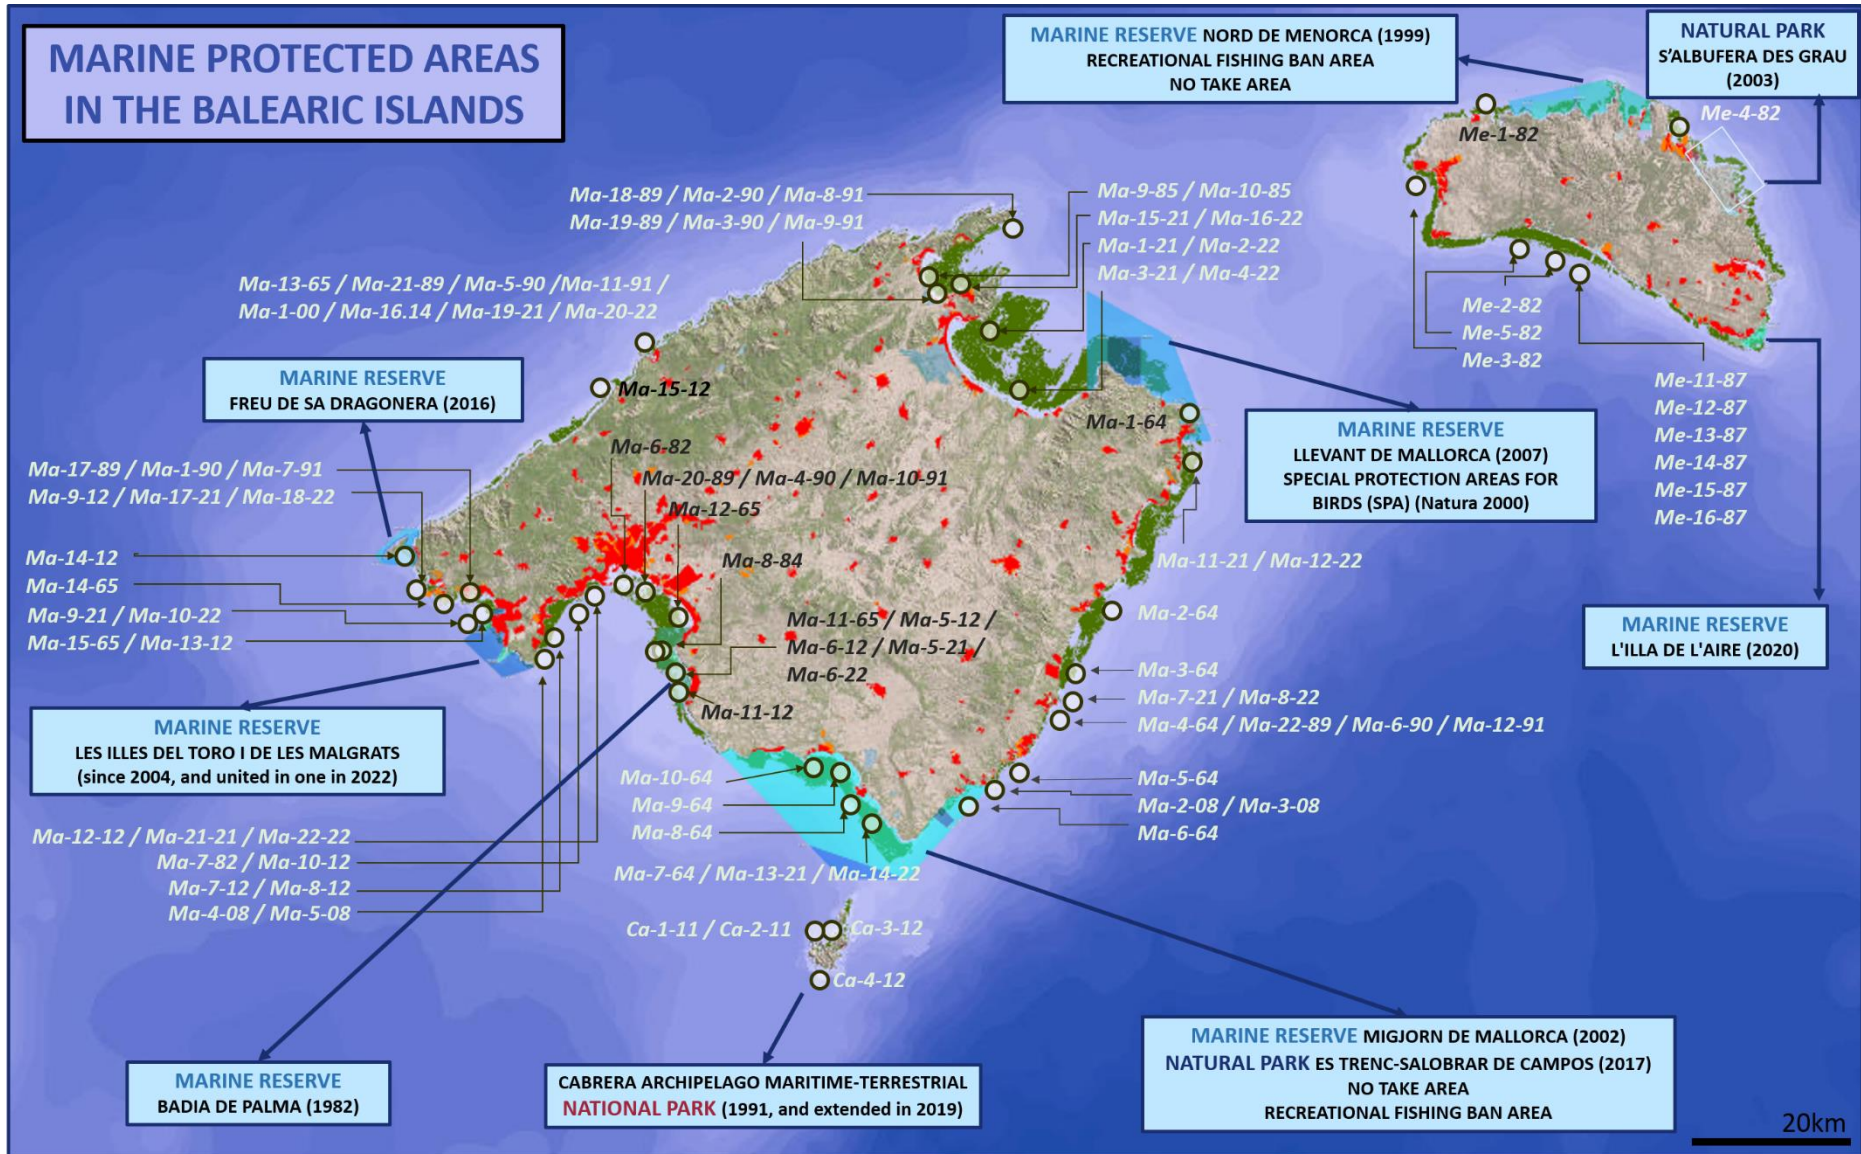 MARINE PROTECTED AREAS
IN THE BALEARIC ISLANDS
MARINE RESERVE NORD DE MENORCA (1999)
RECREATIONAL FISHING BAN AREA
NO TAKE AREA
NATURAL PARK
S'ALBUFERA DES GRAU
(2003)
Me-4-82
Me-1-82
Ma-18-89 / Ma-2-90 / Ma-8-91
Ma-19-89 / Ma-3-90 / Ma-9-91
Ma-9-85 / Ma-10-85
Ma-15-21 / Ma-16-22
Ma-1-21 / Ma-2-22
Ma-3-21 / Ma-4-22
Ma-13-65 / Ma-21-89 / Ma-5-90 /Ma-11-91 /
Ma-1-00 / Ma-16.14 / Ma-19-21 / Ma-20-22
Me-2-82
Me-5-82
Me-3-82
Me-11-87
Me-12-87
Me-13-87
Me-14-87
Me-15-87
Me-16-87
MARINE RESERVE
FREU DE SA DRAGONERA (2016)
Ma-15-12
Ma-1-64
Ma-6-82
Ma-20-89 / Ma-4-90 / Ma-10-91
Ma-12-65
Ma-8-84
MARINE RESERVE
LLEVANT DE MALLORCA (2007)
SPECIAL PROTECTION AREAS FOR
BIRDS (SPA) (Natura 2000)
Ma-17-89 / Ma-1-90 / Ma-7-91
Ma-9-12 / Ma-17-21 / Ma-18-22
Ma-14-12
Ma-14-65
Ma-9-21 / Ma-10-22
Ma-15-65 / Ma-13-12
Ma-11-21 / Ma-12-22
Ma-2-64
Ma-11-65 / Ma-5-12 /
Ma-6-12 / Ma-5-21 /
Ma-6-22
Ma-11-12
Ma-3-64
Ma-7-21 / Ma-8-22
Ma-4-64 / Ma-22-89 / Ma-6-90 / Ma-12-91
MARINE RESERVE
L'ILLA DE L'AIRE (2020)
MARINE RESERVE
LES ILLES DEL TORO I DE LES MALGRATS
(since 2004, and united in one in 2022)
Ma-10-64
Ma-9-64
Ma-8-64
Ma-7-64 / Ma-13-21 / Ma-14-22
Ma-5-64
Ma-2-08 / Ma-3-08
Ma-6-64
Ma-12-12 / Ma-21-21 / Ma-22-22
Ma-7-82 / Ma-10-12
Ma-7-12 / Ma-8-12
Ma-4-08 / Ma-5-08
Ca-1-11 / Ca-2-11
Ca-3-12
Ca-4-12
MARINE RESERVE
BADIA DE PALMA (1982)
CABRERA ARCHIPELAGO MARITIME-TERRESTRIAL
NATIONAL PARK (1991, and extended in 2019)
MARINE RESERVE MIGJORN DE MALLORCA (2002)
NATURAL PARK ES TRENC-SALOBRAR DE CAMPOS (2017)
NO TAKE AREA
RECREATIONAL FISHING BAN AREA
20km